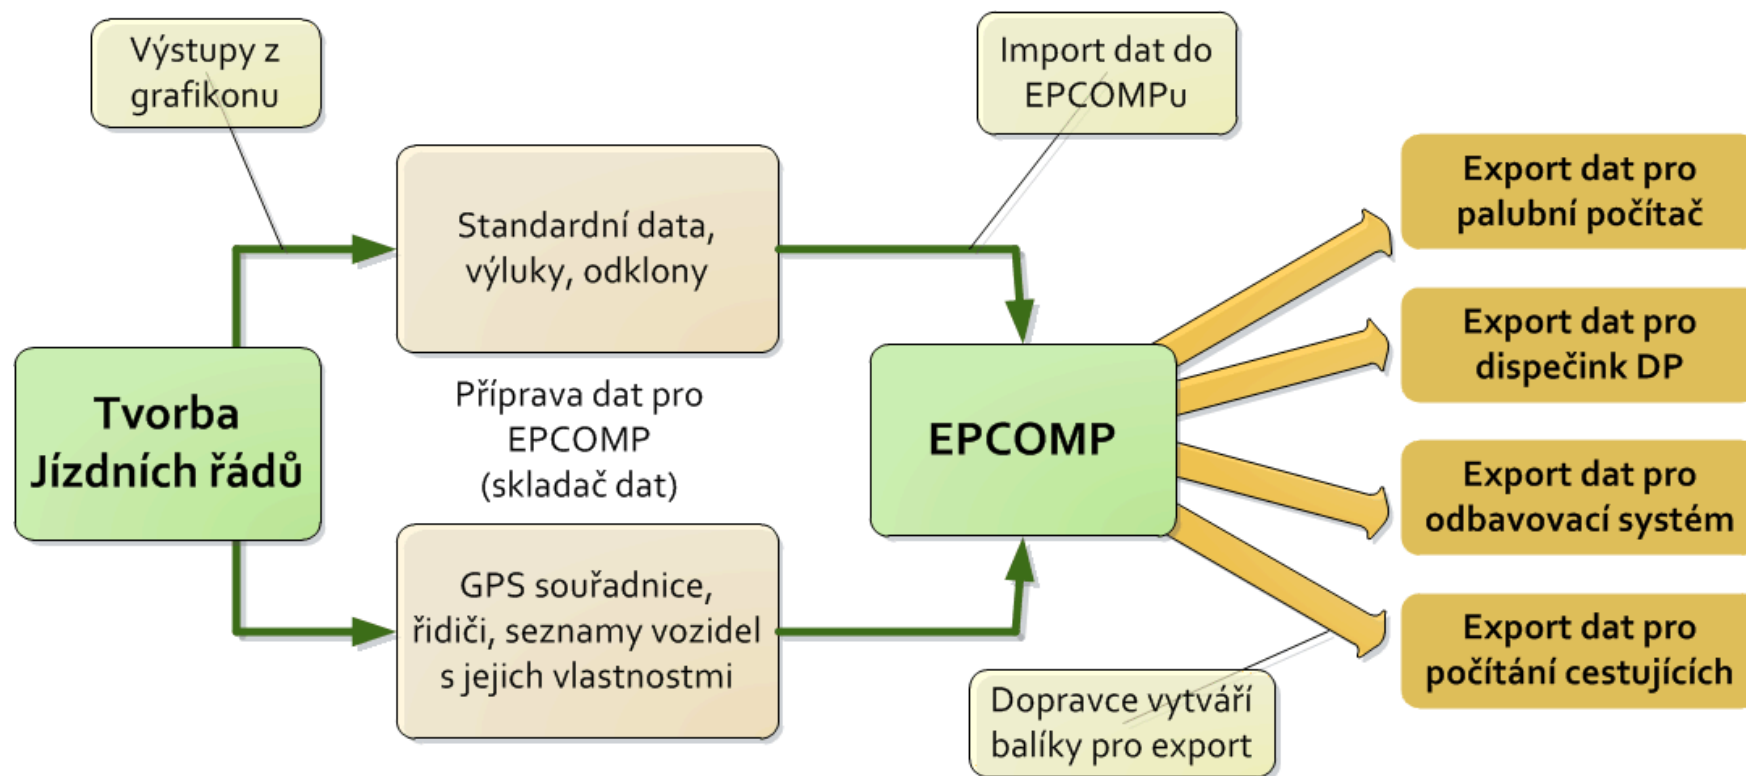 Výstupy z
grafikonu
Import dat do
EPCOMPu
Standardní data,
výluky, odklony
Tvorba
Jízdních řádů
Příprava dat pro
EPCOMP
(skladač dat)
EPCOMP
GPS souřadnice,
řidiči, seznamy vozidel
s jejich vlastnostmi
Dopravce vytváří
balíky pro export
Export dat pro
palubní počítač
Export dat pro
dispečink DP
Export dat pro
odbavovací systém
Export dat pro
počítání cestujících